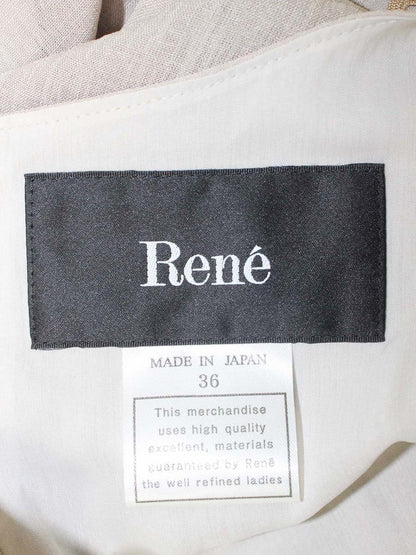 René
MADE IN JAPAN
36
This merchandise
uses high quality
excellent, materials
guaranteed by René
the well refined ladies